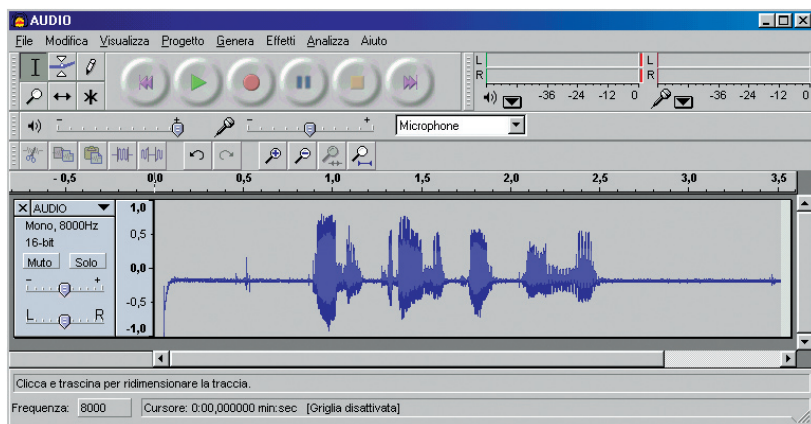 AUDIO
File Modifica Visualizza Progetto Genera Effetti Analizza Aiuto
L
R
-36 -24 -12 0
L
R
-36 -24 -12 0
- +
- +
Microphone
- 0,5 0,0 0,5 1,0 1,5 2,0 2,5 3,0 3,5
AUDIO
Mono, 8000Hz
16-bit
Muto Solo
- +
L R
1,0
0,5
0,0
-0,5
-1,0
Clicca e trascina per ridimensionare la traccia.
Frequenza: 8000 Cursore: 0:00,000000 min:sec [Griglia disattivata]